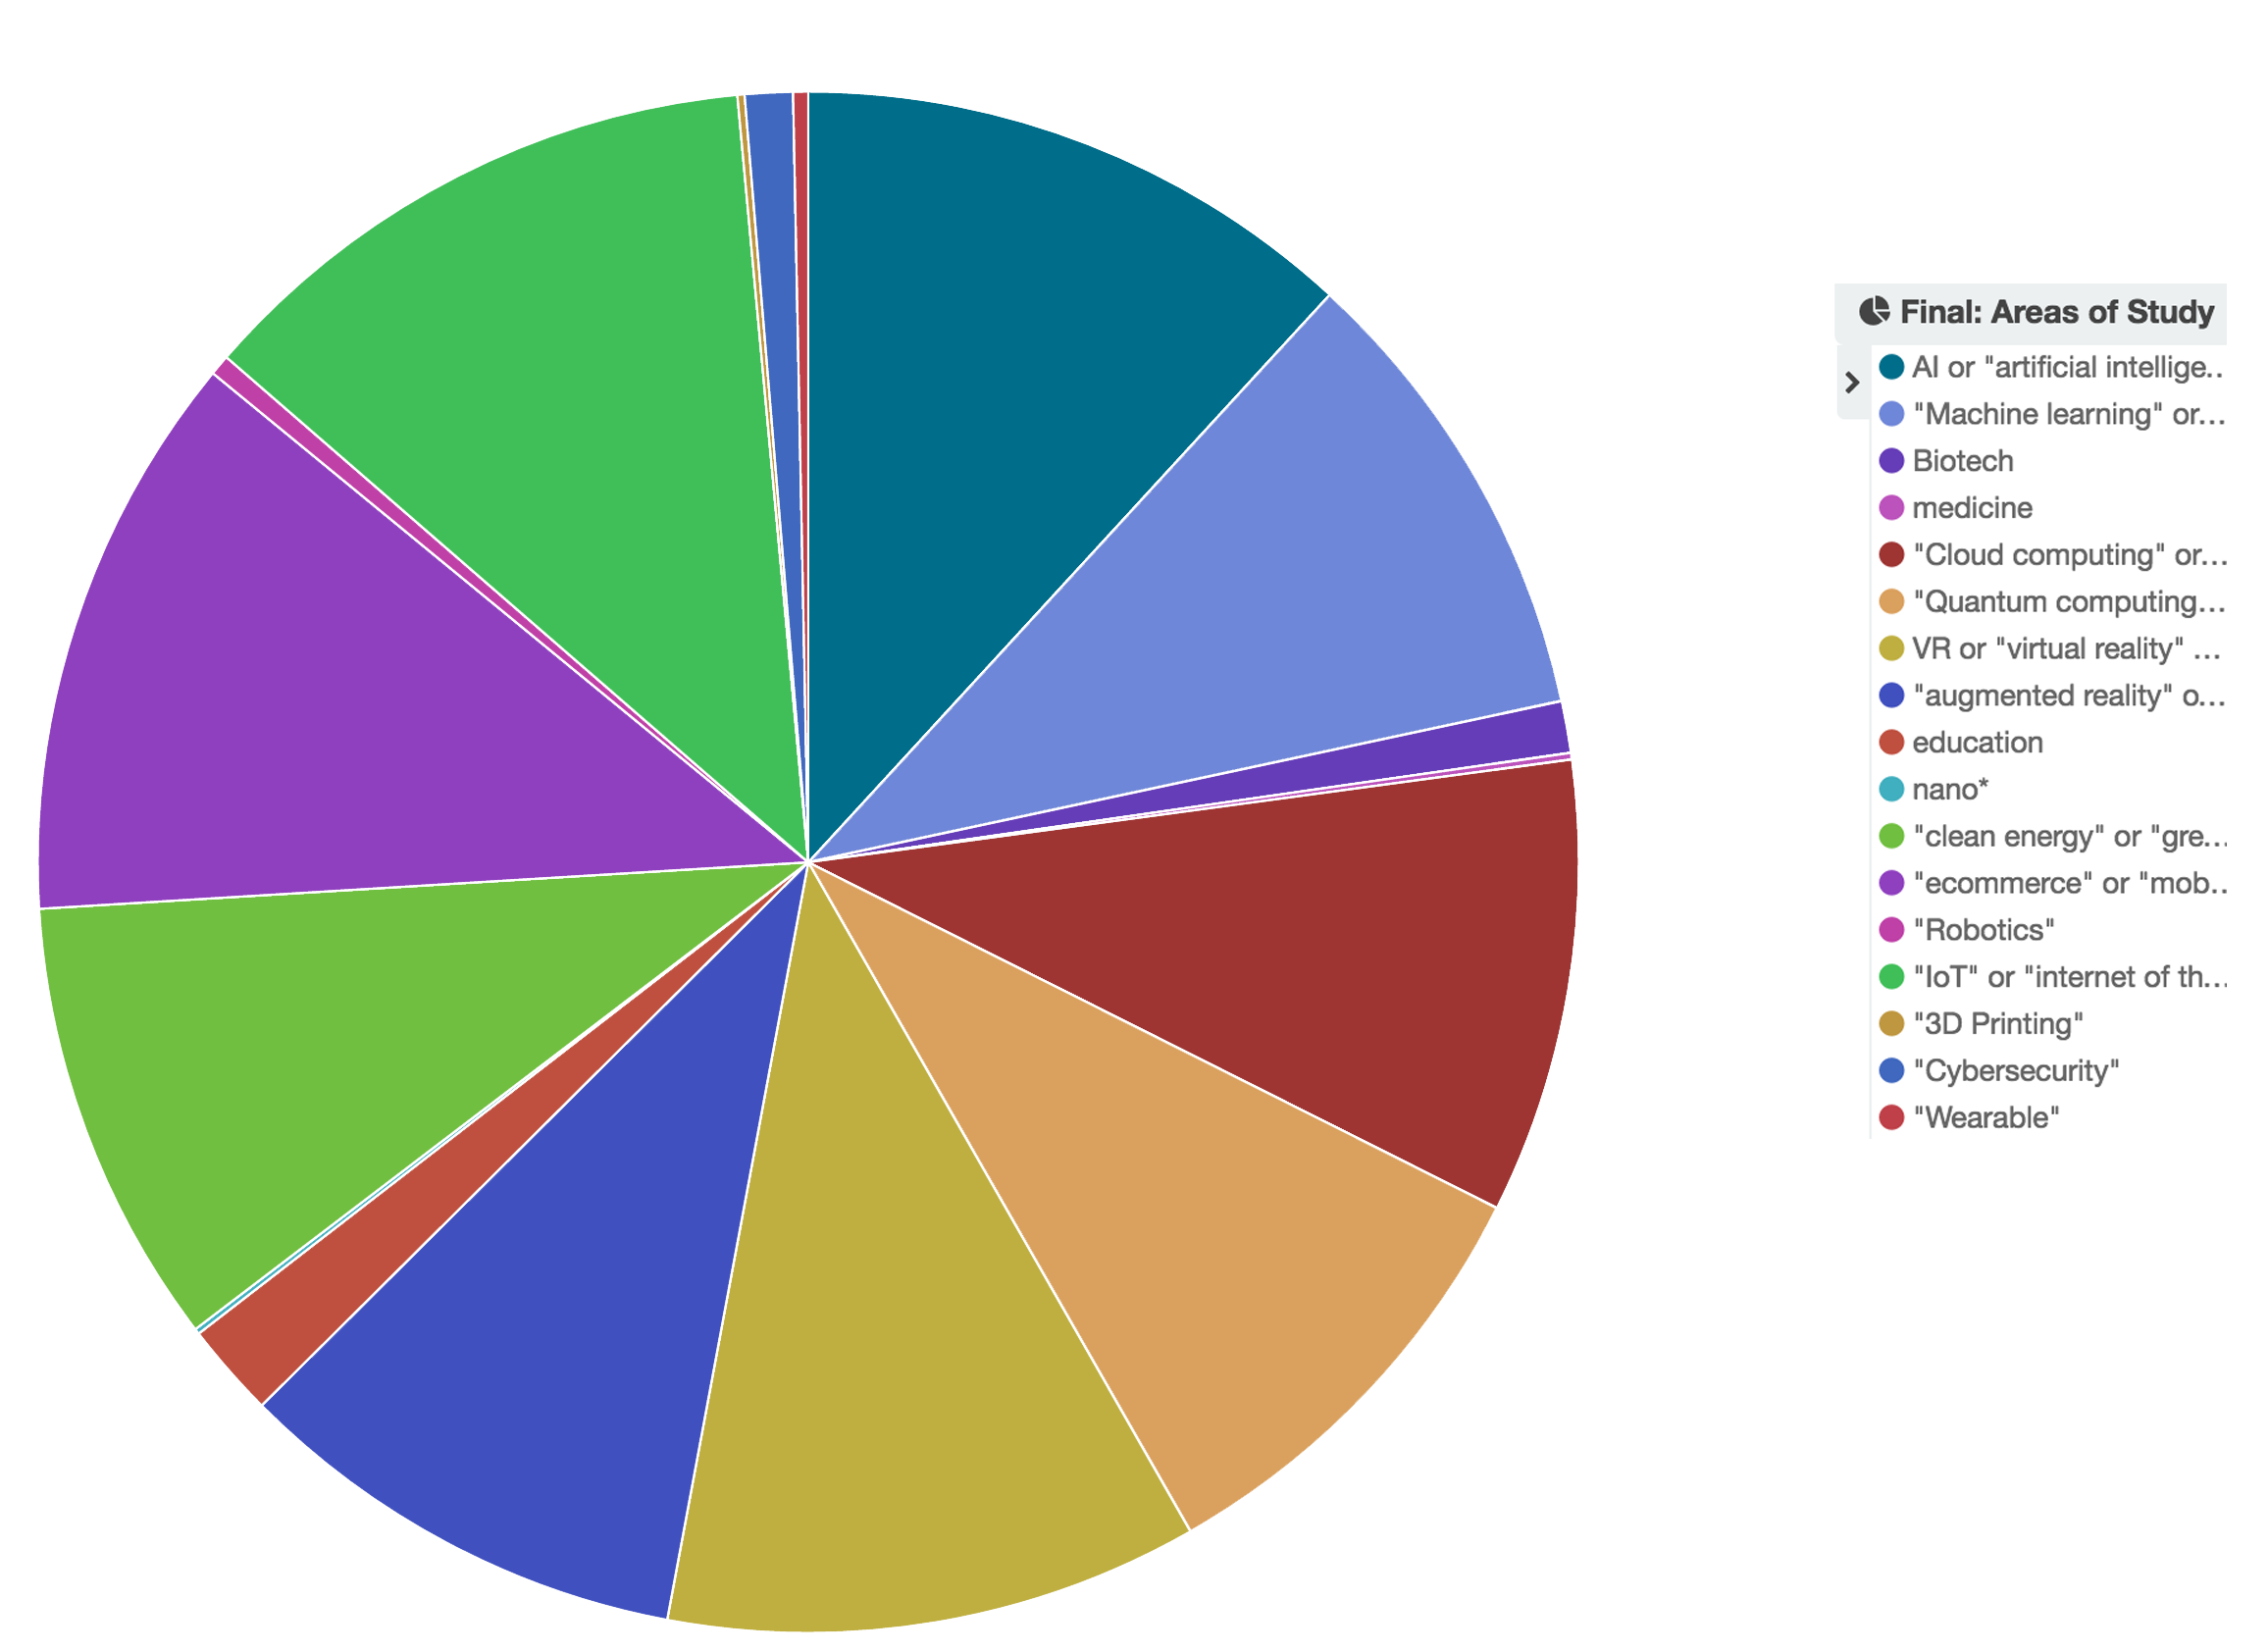 Final: Areas of Study
AI or "artificial intellige..
"Machine learning" or...
Biotech
medicine
"Cloud computing" or...
"Quantum computing...
VR or "virtual reality" ...
"augmented reality" o...
education
nano*
"clean energy" or "gre...
"ecommerce" or "mob..
"Robotics"
"IoT" or "internet of th...
"3D Printing"
"Cybersecurity"
"Wearable"